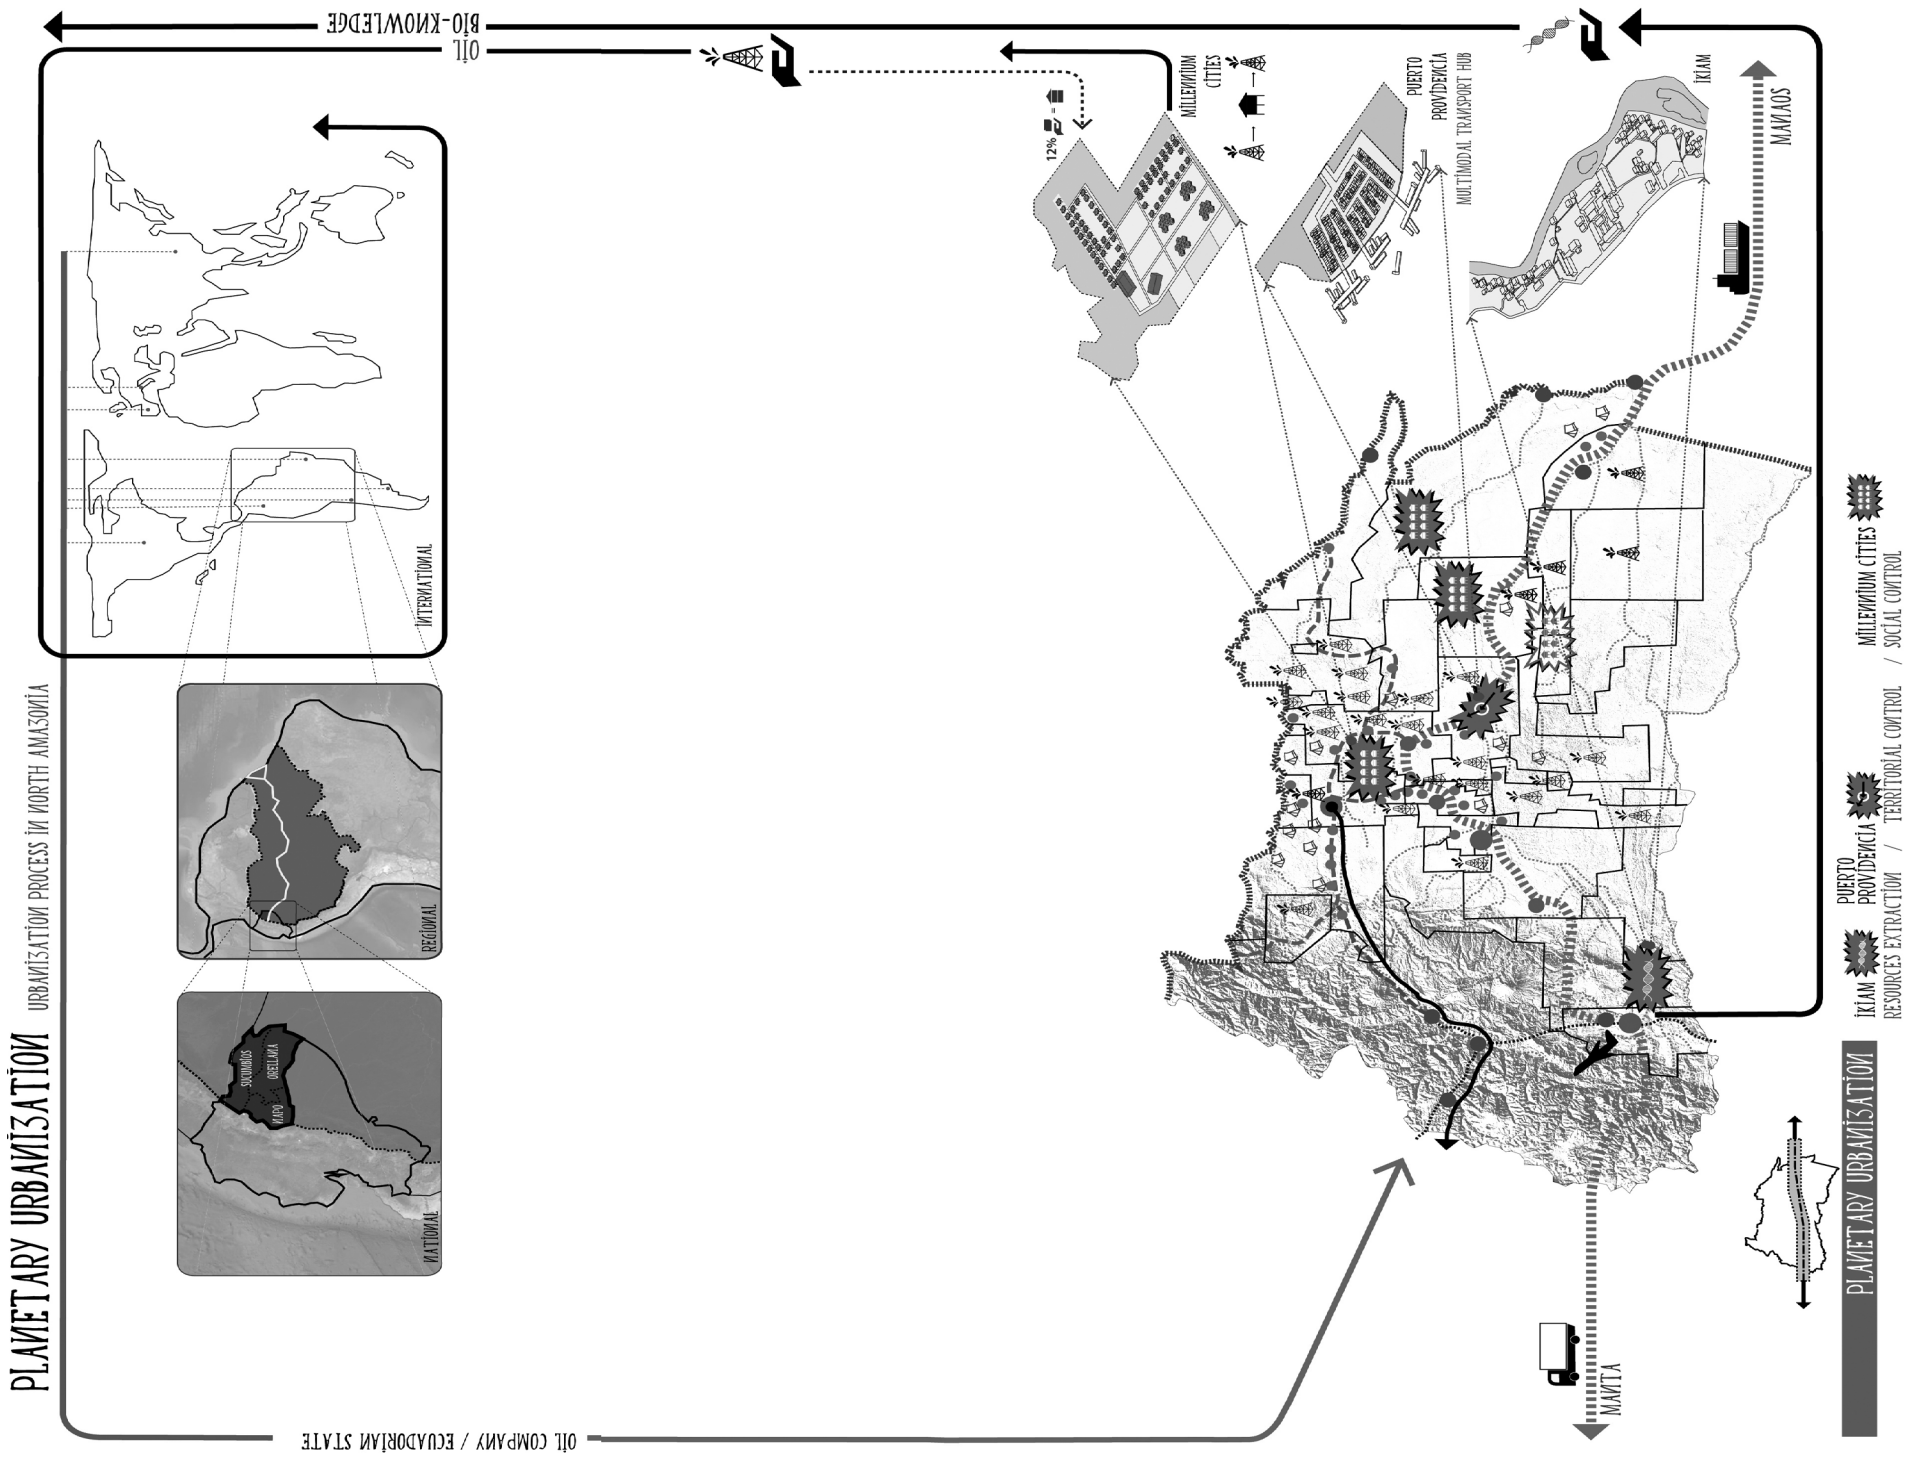 PLANETARY URBANIZATION
URBANIZATION PROCESS IN NORTH AMAZONIA
BIO-KNOWLEDGE
OIL
INTERNATIONAL
REGIONAL
NATIONAL
SUCUMBIOS
ORELLANA
NAPO
OIL COMPANY / ECUADORIAN STATE
12%
=
MILLENNIUM
CITIES
PUERTO
PROVIDENCIA
MULTIMODAL TRANSPORT HUB
IKIAM
MANAOS
MANTA
PLANETARY URBANIZATION
IKIAM
RESOURCES EXTRACTION /
PUERTO
PROVIDENCIA
TERRITORIAL CONTROL /
MILLENNIUM CITIES
SOCIAL CONTROL